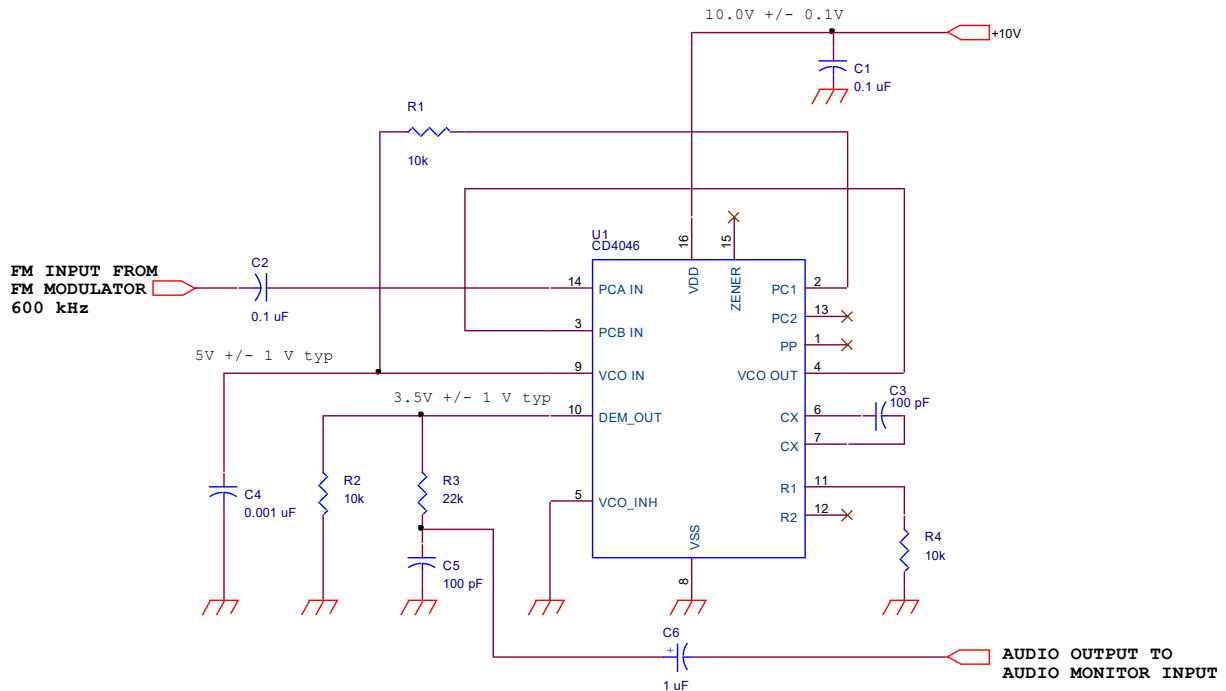 10.0V +/- 0.1V
+10V
C1
0.1 uF
R1
10k
U1
CD4046
16
15
VDD
ZENER
FM INPUT FROM
FM MODULATOR
600 kHz
C2
0.1 uF
14
PCA IN
PC1
2
PC2
13
3
PCB IN
PP
1
5V +/- 1 V typ
9
VCO IN
VCO OUT
4
3.5V +/- 1 V typ
C3
100 pF
10
DEM_OUT
CX
6
CX
7
R2
10k
R3
22k
C4
0.001 uF
5
VCO_INH
R1
11
R2
12
R4
10k
VSS
8
C5
100 pF
C6
+
1 uF
AUDIO OUTPUT TO
AUDIO MONITOR INPUT